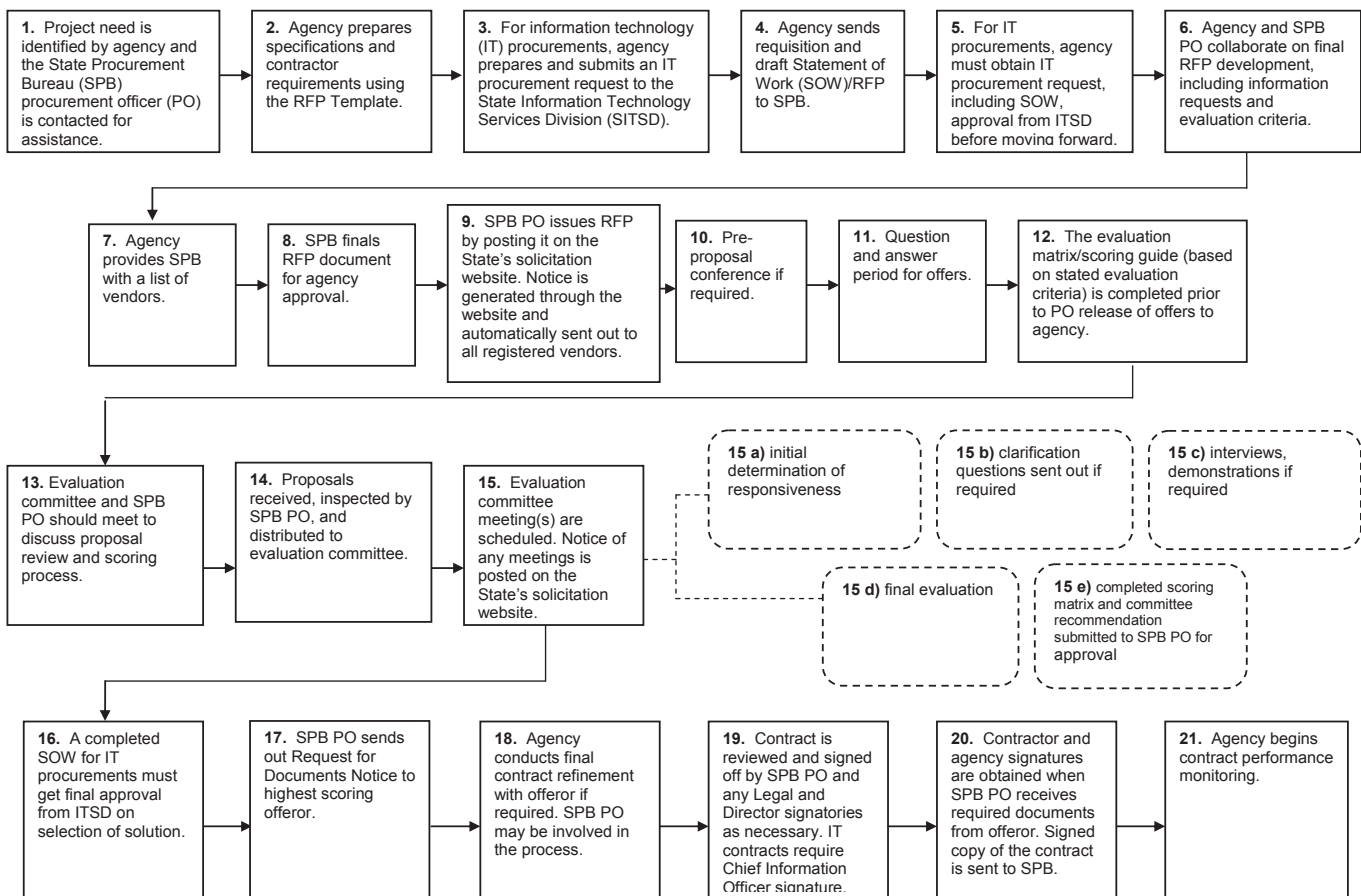 1. Project need is
identified by agency and
the State Procurement
Bureau (SPB)
procurement officer (PO)
is contacted for
assistance.
2. Agency prepares
specifications and
contractor
requirements using
the RFP Template.
3. For information technology
(IT) procurements, agency
prepares and submits an IT
procurement request to the
State Information Technology
Services Division (SITSD).
4. Agency sends
requisition and
draft Statement of
Work (SOW)/RFP
to SPB.
5. For IT
procurements, agency
must obtain IT
procurement request,
including SOW,
approval from ITSD
before moving forward.
6. Agency and SPB
PO collaborate on final
RFP development,
including information
requests and
evaluation criteria.
7. Agency
provides SPB
with a list of
vendors.
8. SPB finals
RFP document
for agency
approval.
9. SPB PO issues RFP
by posting it on the
State's solicitation
website. Notice is
generated through the
website and
automatically sent out to
all registered vendors.
10. Pre-
proposal
conference if
required.
11. Question
and answer
period for offers.
12. The evaluation
matrix/scoring guide (based
on stated evaluation
criteria) is completed prior
to PO release of offers to
agency.
13. Evaluation
committee and SPB
PO should meet to
discuss proposal
review and scoring
process.
14. Proposals
received, inspected by
SPB PO, and
distributed to
evaluation committee.
15. Evaluation
committee
meeting(s) are
scheduled. Notice of
any meetings is
posted on the
State's solicitation
website.
15 a) initial
determination of
responsiveness
15 b) clarification
questions sent out if
required
15 c) interviews,
demonstrations if
required
15 d) final evaluation
15 e) completed scoring
matrix and committee
recommendation
submitted to SPB PO for
approval
16. A completed
SOW for IT
procurements must
get final approval
from ITSD on
selection of solution.
17. SPB PO sends
out Request for
Documents Notice to
highest scoring
offeror.
18. Agency
conducts final
contract refinement
with offeror if
required. SPB PO
may be involved in
the process.
19. Contract is
reviewed and signed
off by SPB PO and
any Legal and
Director signatories
as necessary. IT
contracts require
Chief Information
Officer signature.
20. Contractor and
agency signatures
are obtained when
SPB PO receives
required documents
from offeror. Signed
copy of the contract
is sent to SPB.
21. Agency begins
contract performance
monitoring.